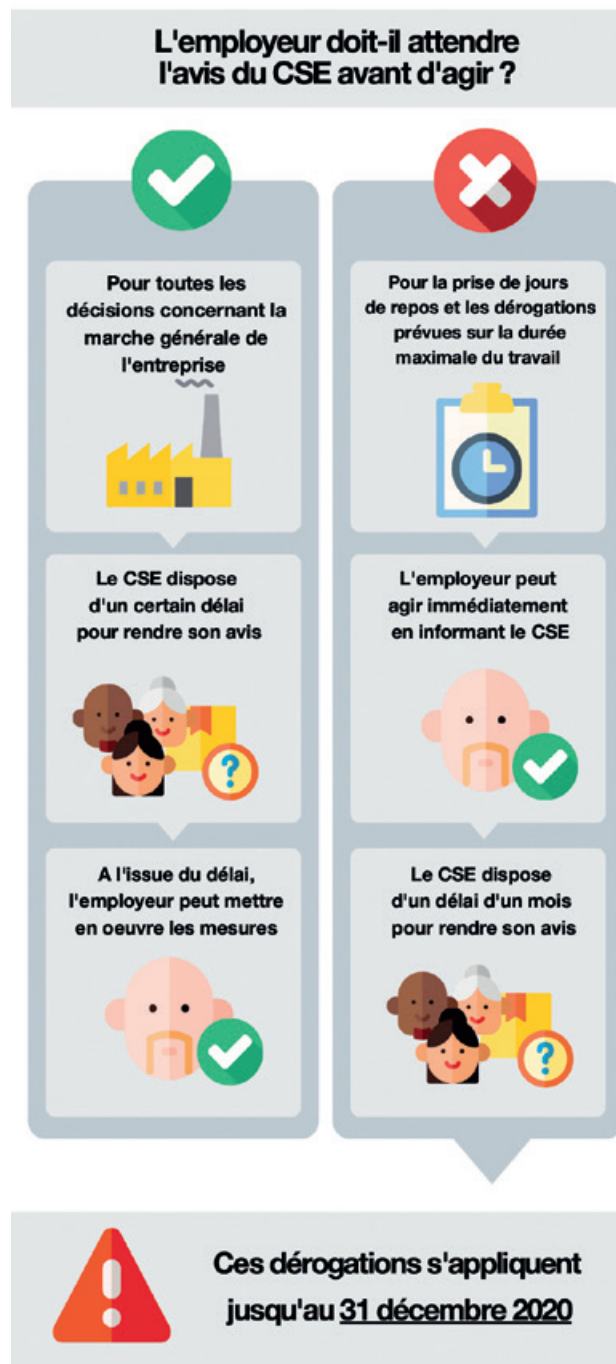 L'employeur doit-il attendre
l'avis du CSE avant d'agir ?
Pour toutes les
décisions concernant la
marche générale de
l'entreprise
Le CSE dispose
d'un certain délai
pour rendre son avis
?
A l'issue du délai,
l'employeur peut mettre
en oeuvre les mesures
Pour la prise de jours
de repos et les dérogations
prévues sur la durée
maximale du travail
L'employeur peut
agir immédiatement
en informant le CSE
Le CSE dispose
d'un délai d'un mois
pour rendre son avis
?
Ces dérogations s'appliquent
jusqu'au 31 décembre 2020